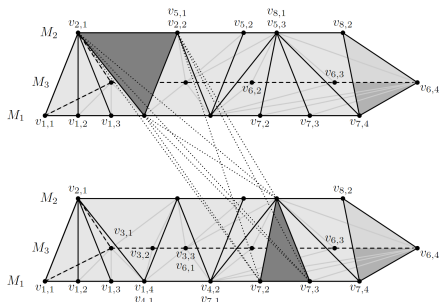 v5,1 v8,1
M2 v2,1 v2,2 v5,2 v5,3 v8,2
M3 v6,2 v6,3 v6,4
M1 v1,1 v1,2 v1,3 v7,2 v7,3 v7,4
M2 v2,1 v8,2
v3,1
M3 v3,2 v3,3 v6,3 v6,4
v6,1
M1 v1,1 v1,2 v1,3 v1,4 v4,2 v7,2 v7,3 v7,4
v4,1 v7,1